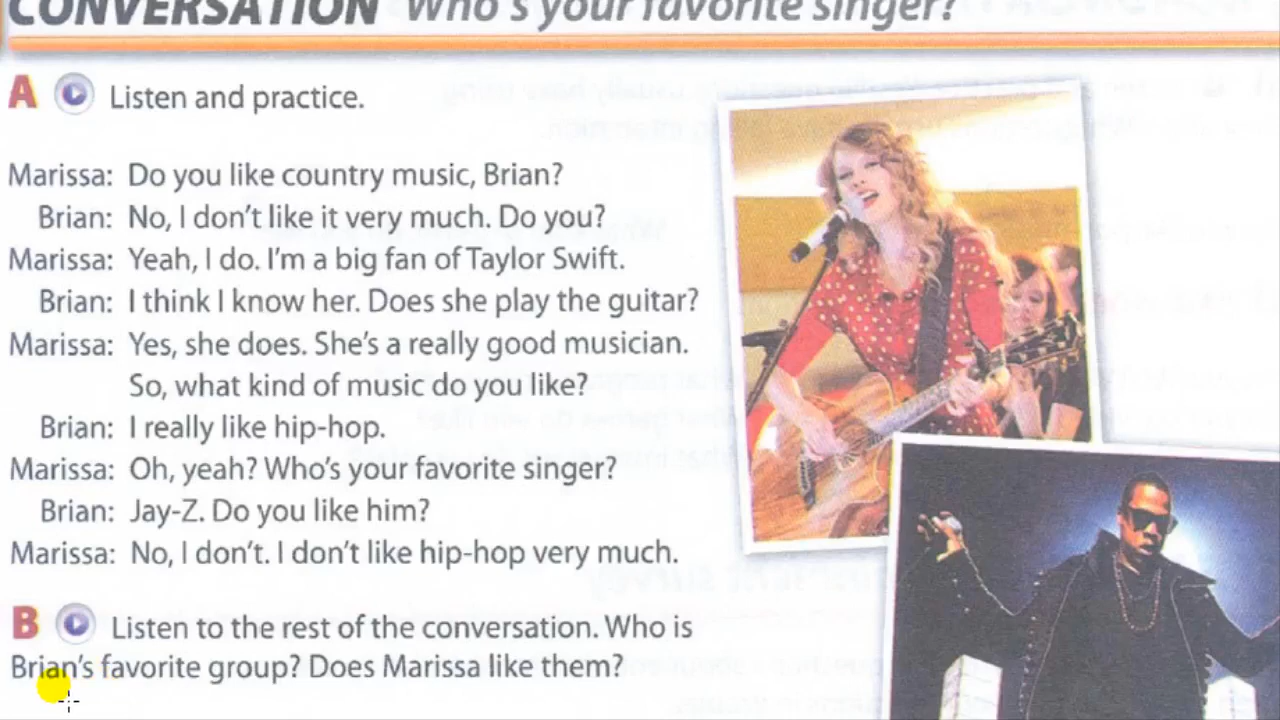 CONVERSATION Who's your favorite singer?
A Listen and practice.
Marissa: Do you like country music, Brian?
Brian: No, I don't like it very much. Do you?
Marissa: Yeah, I do. I'm a big fan of Taylor Swift.
Brian: I think I know her. Does she play the guitar?
Marissa: Yes, she does. She's a really good musician.
So, what kind of music do you like?
Brian: I really like hip-hop.
Marissa: Oh, yeah? Who's your favorite singer?
Brian: Jay-Z. Do you like him?
Marissa: No, I don't. I don't like hip-hop very much.
B Listen to the rest of the conversation. Who is
Brian's favorite group? Does Marissa like them?